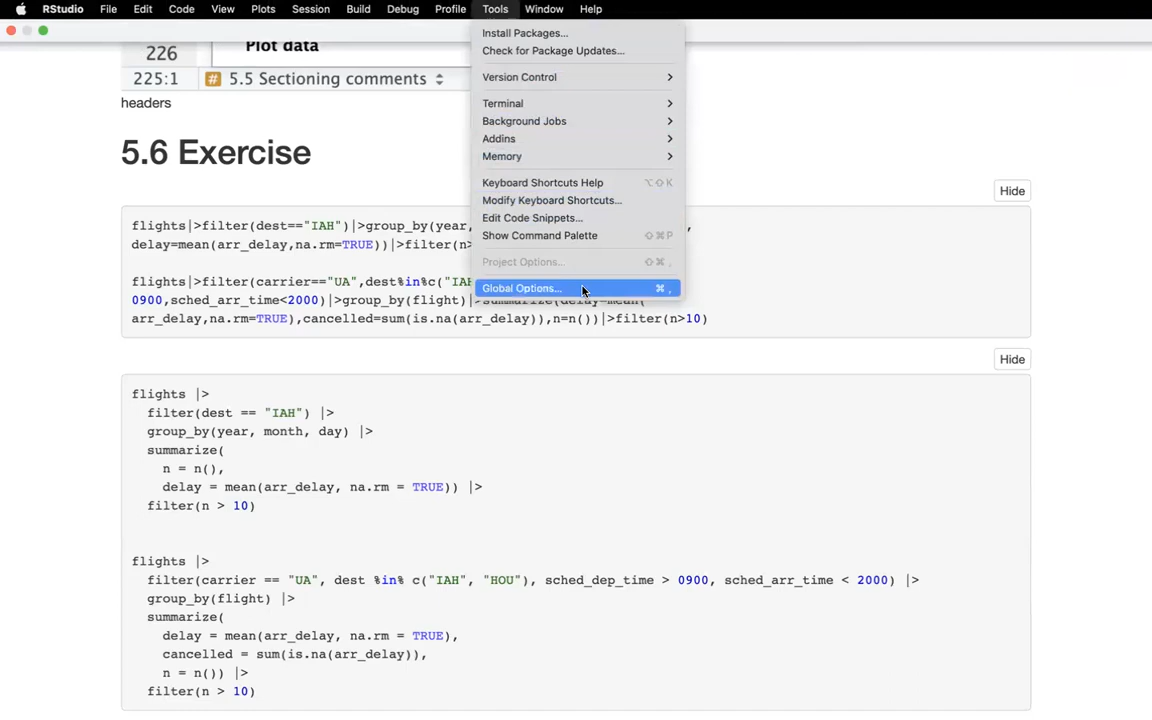 RStudio File Edit Code View Plots Session Build Debug Profile Tools Window Help
226 Plot data
225:1 # 5.5 Sectioning comments
headers
5.6 Exercise
Install Packages...
Check for Package Updates...
Version Control
Terminal
Background Jobs
Addins
Memory
Keyboard Shortcuts Help ⌥⇧K
Modify Keyboard Shortcuts...
Edit Code Snippets...
Show Command Palette ⇧⌘P
Project Options... ⇧⌘,
Global Options... ⌘,
Hide
flights|>filter(dest=="IAH")|>group_by(year,
delay=mean(arr_delay,na.rm=TRUE))|>filter(n>
flights|>filter(carrier=="UA",dest%in%c("IAH
0900,sched_arr_time<2000)|>group_by(flight)|>summarize(delay=mean(
arr_delay,na.rm=TRUE),cancelled=sum(is.na(arr_delay)),n=n())|>filter(n>10)
Hide
flights |>
filter(dest == "IAH") |>
group_by(year, month, day) |>
summarize(
n = n(),
delay = mean(arr_delay, na.rm = TRUE)) |>
filter(n > 10)
flights |>
filter(carrier == "UA", dest %in% c("IAH", "HOU"), sched_dep_time > 0900, sched_arr_time < 2000) |>
group_by(flight) |>
summarize(
delay = mean(arr_delay, na.rm = TRUE),
cancelled = sum(is.na(arr_delay)),
n = n()) |>
filter(n > 10)